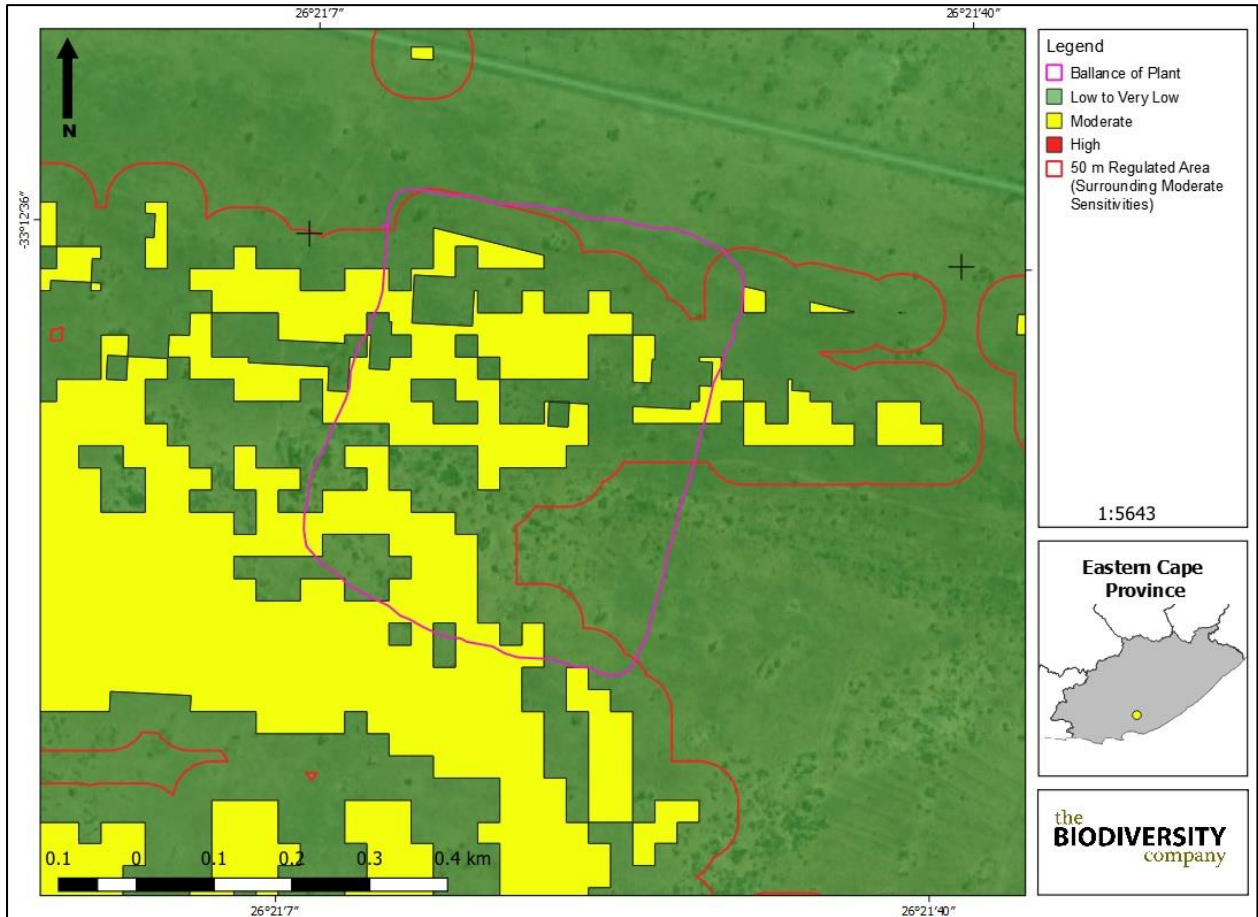 26°21′7″
26°21′40″
N
-33°12′36″
Legend
Ballance of Plant
Low to Very Low
Moderate
High
50 m Regulated Area
(Surrounding Moderate
Sensitivities)
1:5643
Eastern Cape
Province
the
BIODIVERSITY
company
0.1 0 0.1 0.2 0.3 0.4 km
26°21′7″
26°21′40″